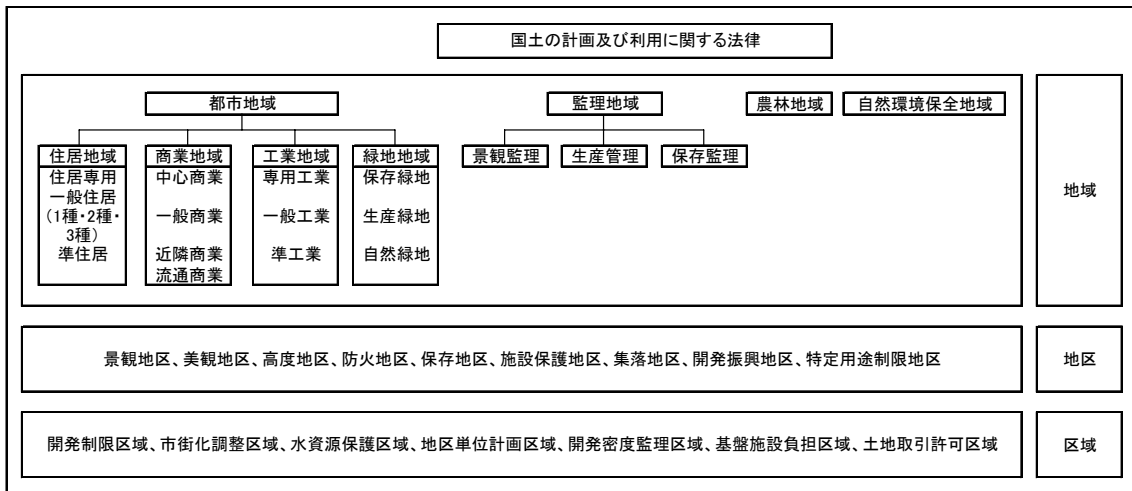 国土の計画及び利用に関する法律
都市地域
監理地域
農林地域
自然環境保全地域
住居地域
商業地域
工業地域
緑地地域
景観監理
生産管理
保存監理
住居専用
一般住居
(1種・2種・
3種)
準住居
中心商業
一般商業
近隣商業
流通商業
専用工業
一般工業
準工業
保存緑地
生産緑地
自然緑地
地域
景観地区、美観地区、高度地区、防火地区、保存地区、施設保護地区、集落地区、開発振興地区、特定用途制限地区
地区
開発制限区域、市街化調整区域、水資源保護区域、地区単位計画区域、開発密度監理区域、基盤施設負担区域、土地取引許可区域
区域